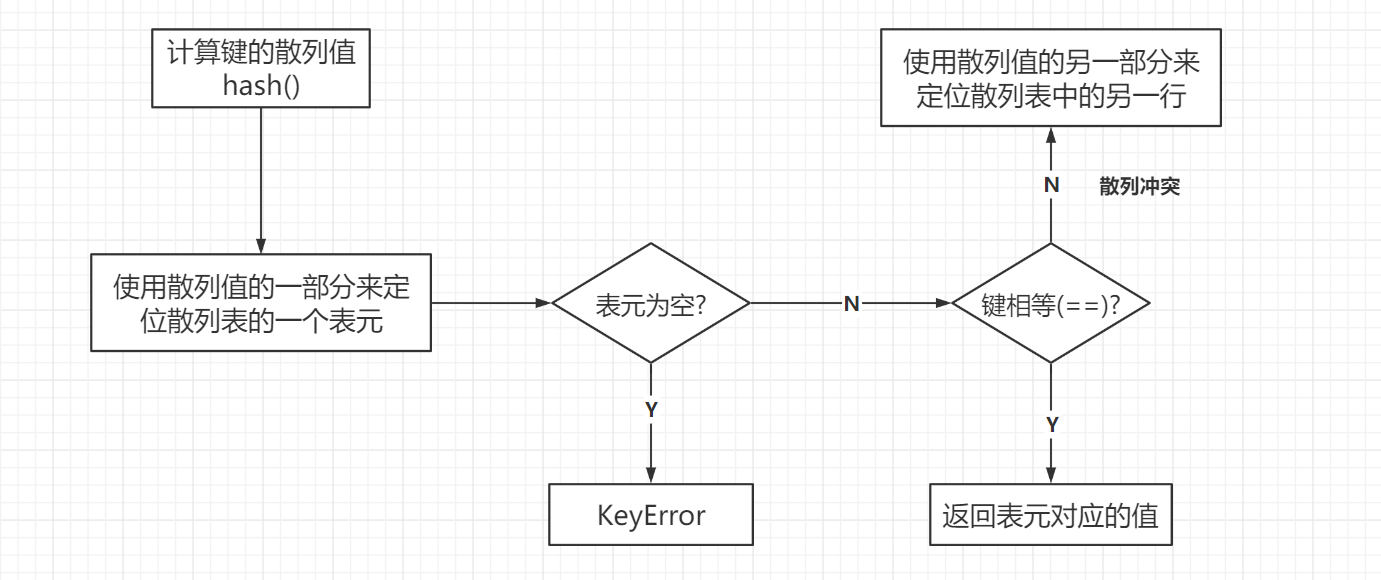 计算键的散列值
hash()
使用散列值的另一部分来
定位散列表中的另一行
N
散列冲突
使用散列值的一部分来定
位散列表的一个表元
表元为空?
N
键相等(==)?
Y
Y
KeyError
返回表元对应的值